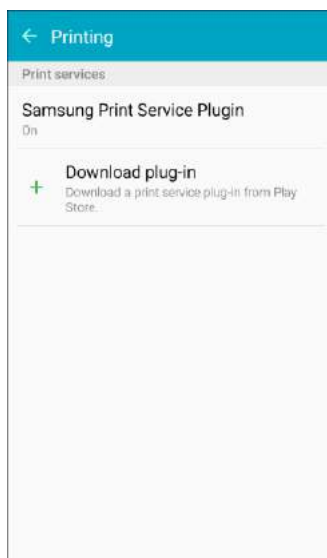 Printing
Print services
Samsung Print Service Plugin
On
Download plug-in
Download a print service plug-in from Play
Store.